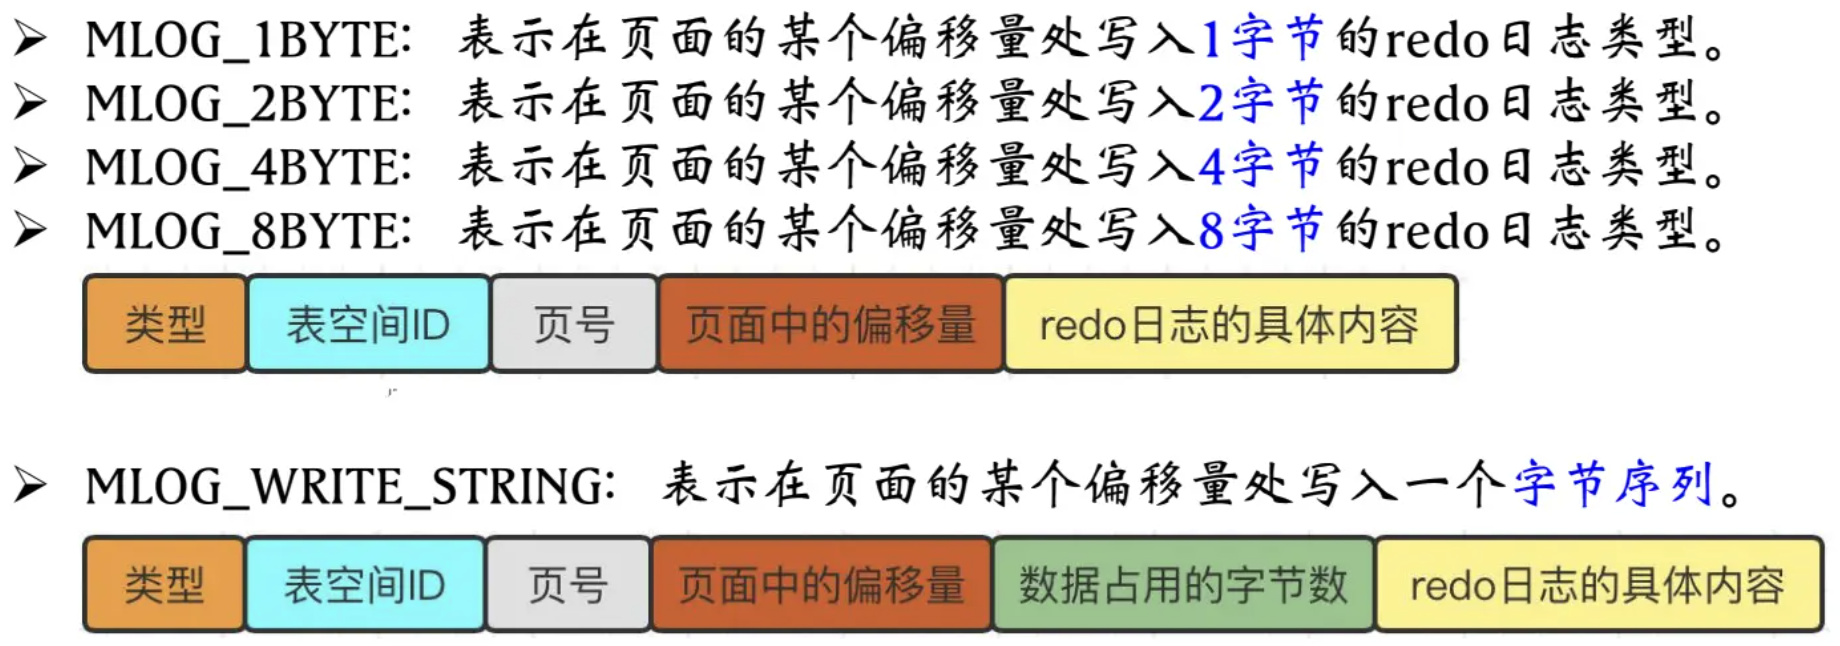 ➢ MLOG_1BYTE: 表示在页面的某个偏移量处写入1字节的redo日志类型。
➢ MLOG_2BYTE: 表示在页面的某个偏移量处写入2字节的redo日志类型。
➢ MLOG_4BYTE: 表示在页面的某个偏移量处写入4字节的redo日志类型。
➢ MLOG_8BYTE: 表示在页面的某个偏移量处写入8字节的redo日志类型。
类型 表空间ID 页号 页面中的偏移量 redo日志的具体内容
➢ MLOG_WRITE_STRING: 表示在页面的某个偏移量处写入一个字节序列。
类型 表空间ID 页号 页面中的偏移量 数据占用的字节数 redo日志的具体内容